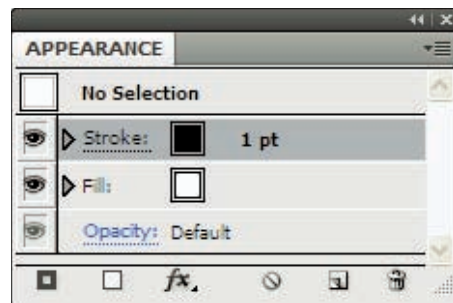 APPEARANCE
No Selection
Stroke: 1 pt
Fill:
Opacity: Default
fx.